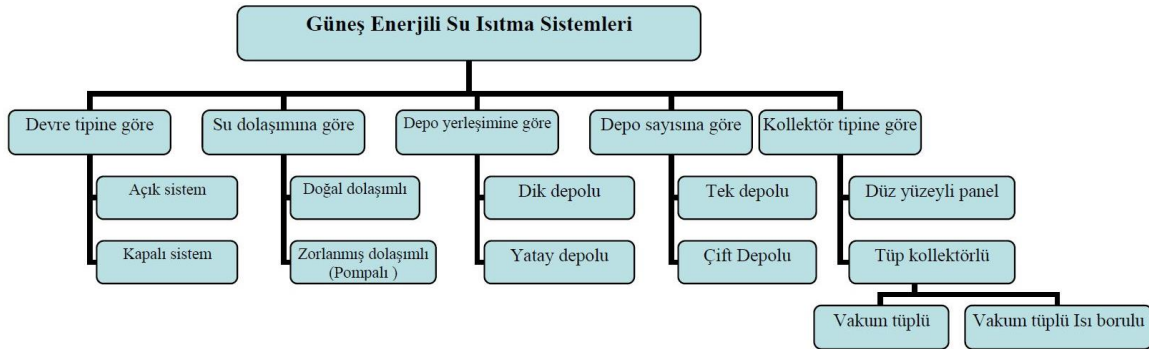 Güneş Enerjili Su Isıtma Sistemleri
Devre tipine göre
Su dolaşımına göre
Depo yerleşimine göre
Depo sayısına göre
Kollektör tipine göre
Açık sistem
Doğal dolaşımlı
Dik depolu
Tek depolu
Düz yüzeyli panel
Kapalı sistem
Zorlanmış dolaşımlı
(Pompalı )
Yatay depolu
Çift Depolu
Tüp kollektörlü
Vakum tüplü
Vakum tüplü Isı borulu